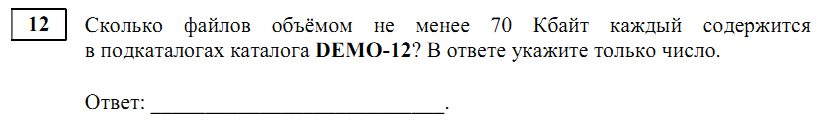 12 Сколько файлов объёмом не менее 70 Кбайт каждый содержится
в подкаталогах каталога DEMO-12? В ответе укажите только число.
Ответ: ___________________________.